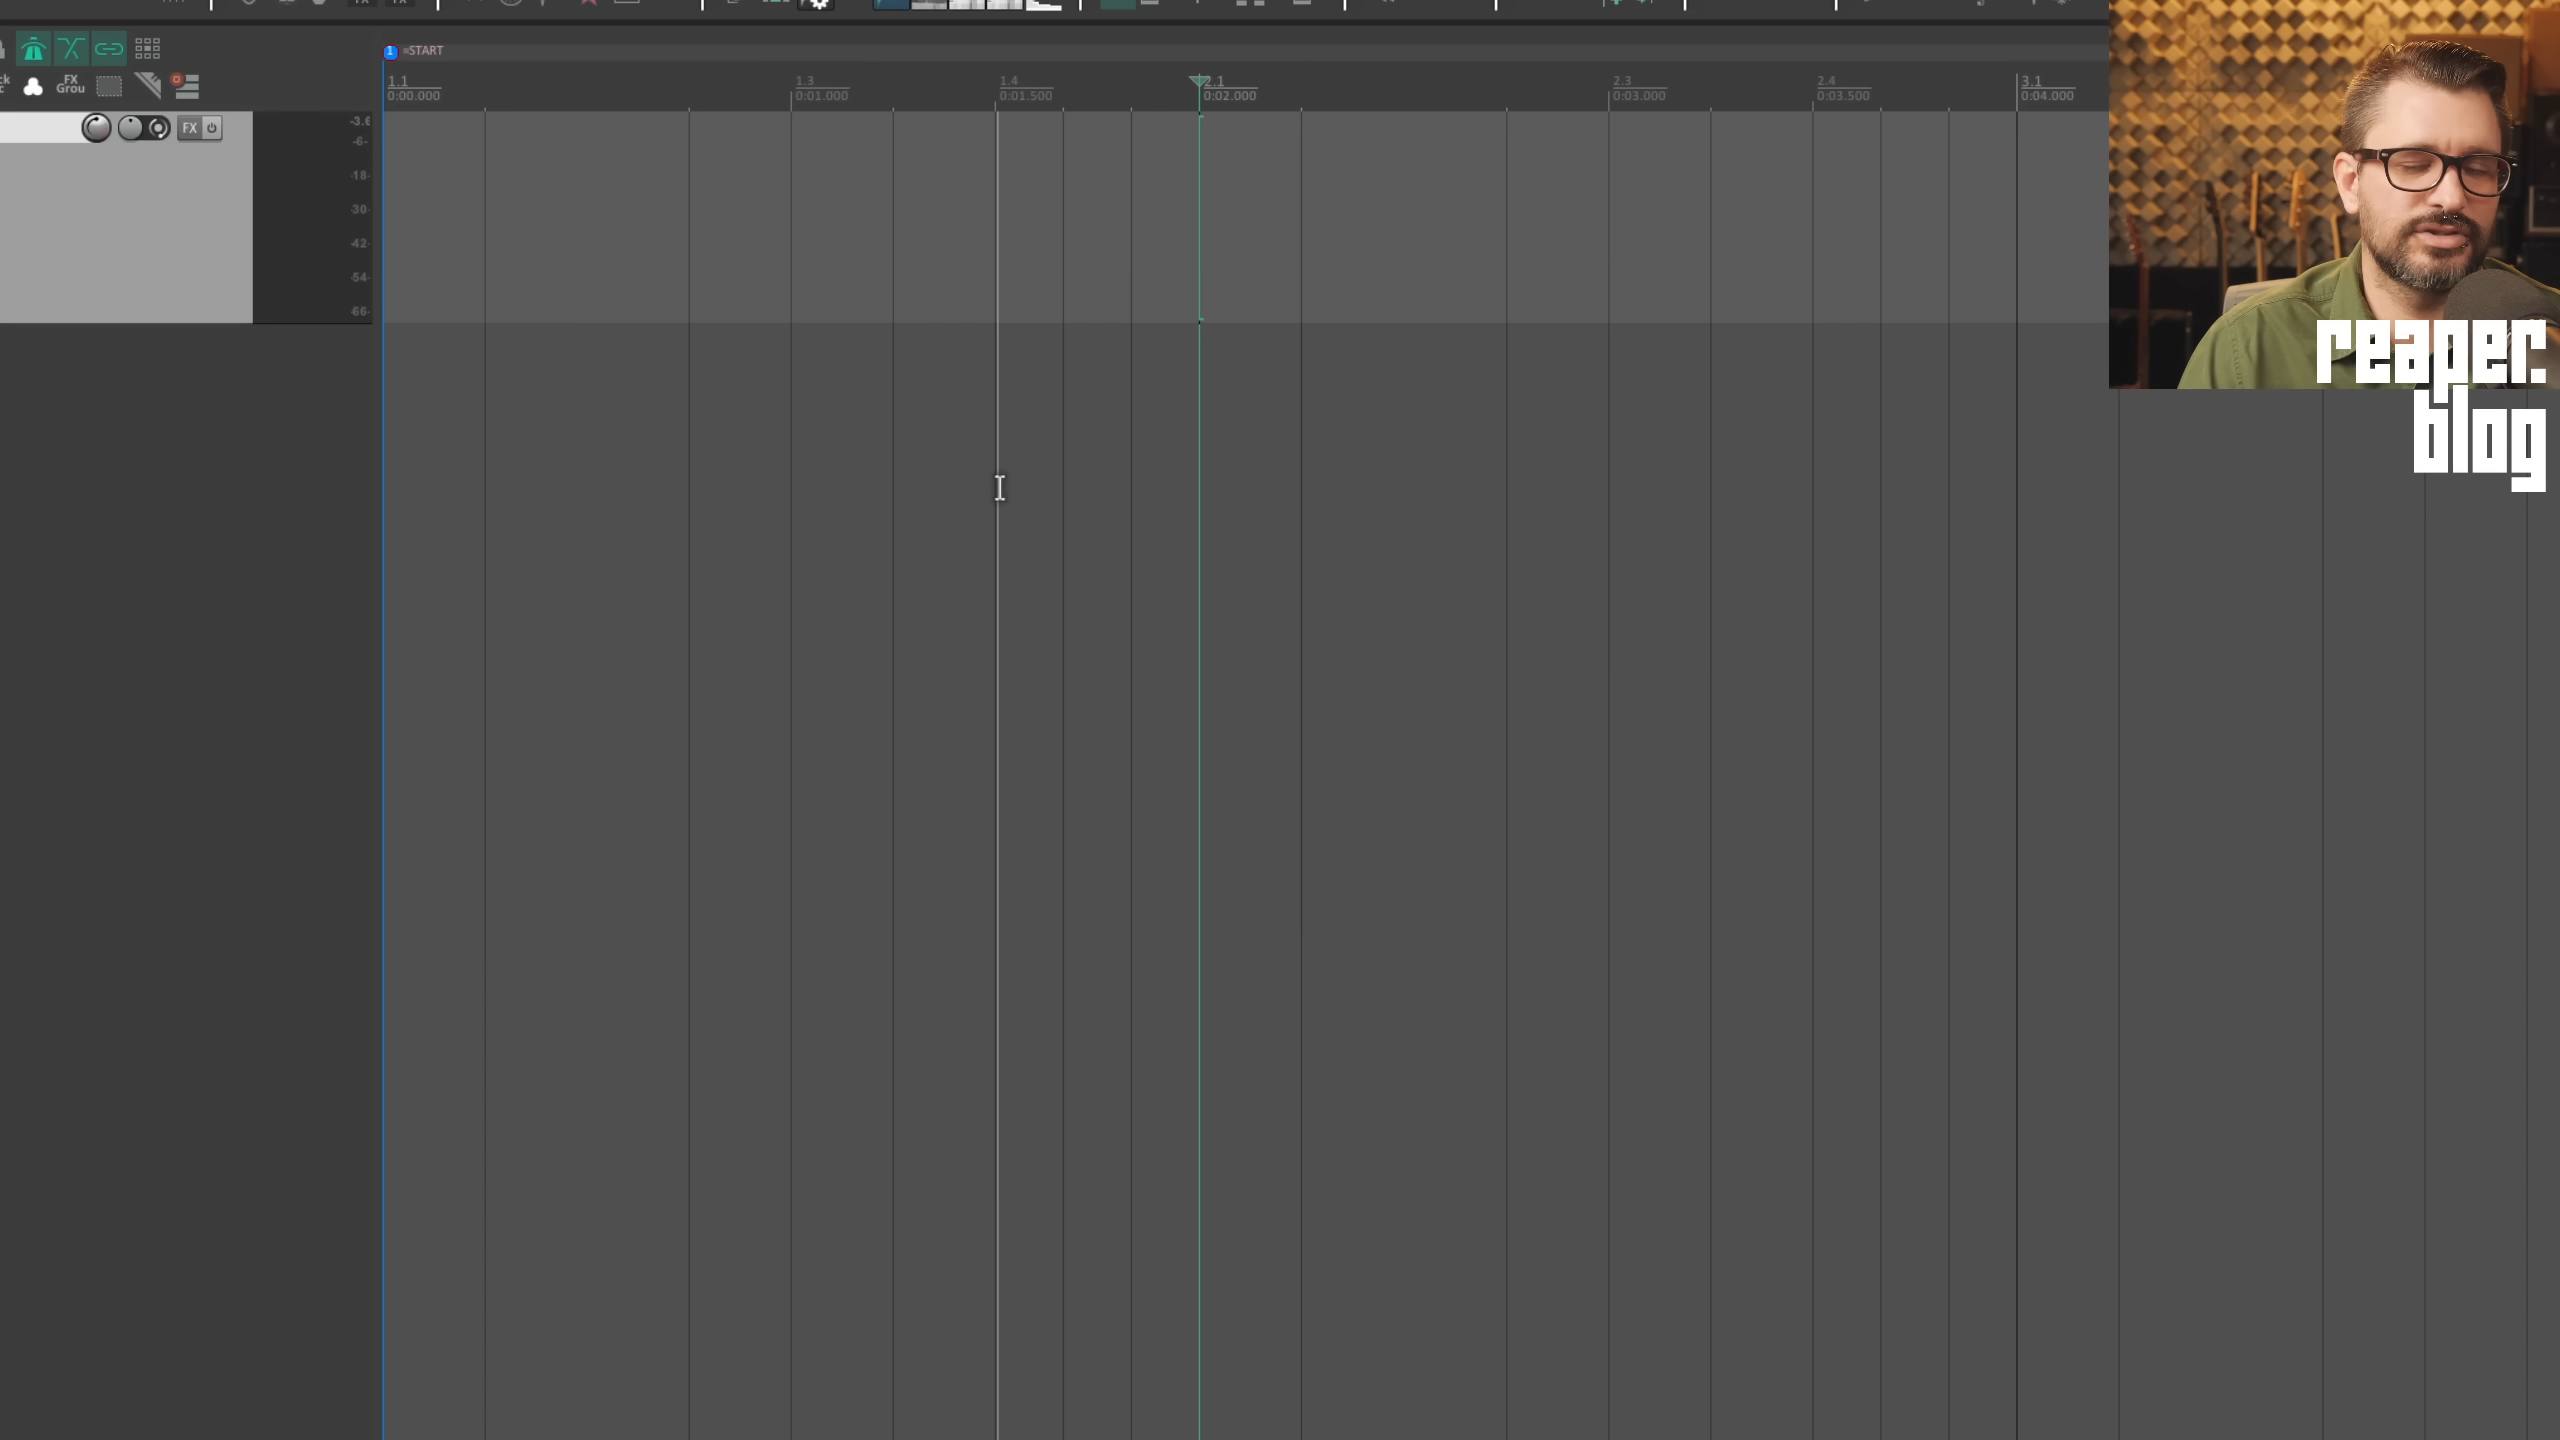 1 =START
1.1 1.3 1.4 2.1 2.3 2.4 3.1
0:00.000 0:01.000 0:01.500 0:02.000 0:03.000 0:03.500 0:04.000
FX
Grou
FX
-6-
-18-
-30-
-42-
-54-
-66-
reaper.
blog